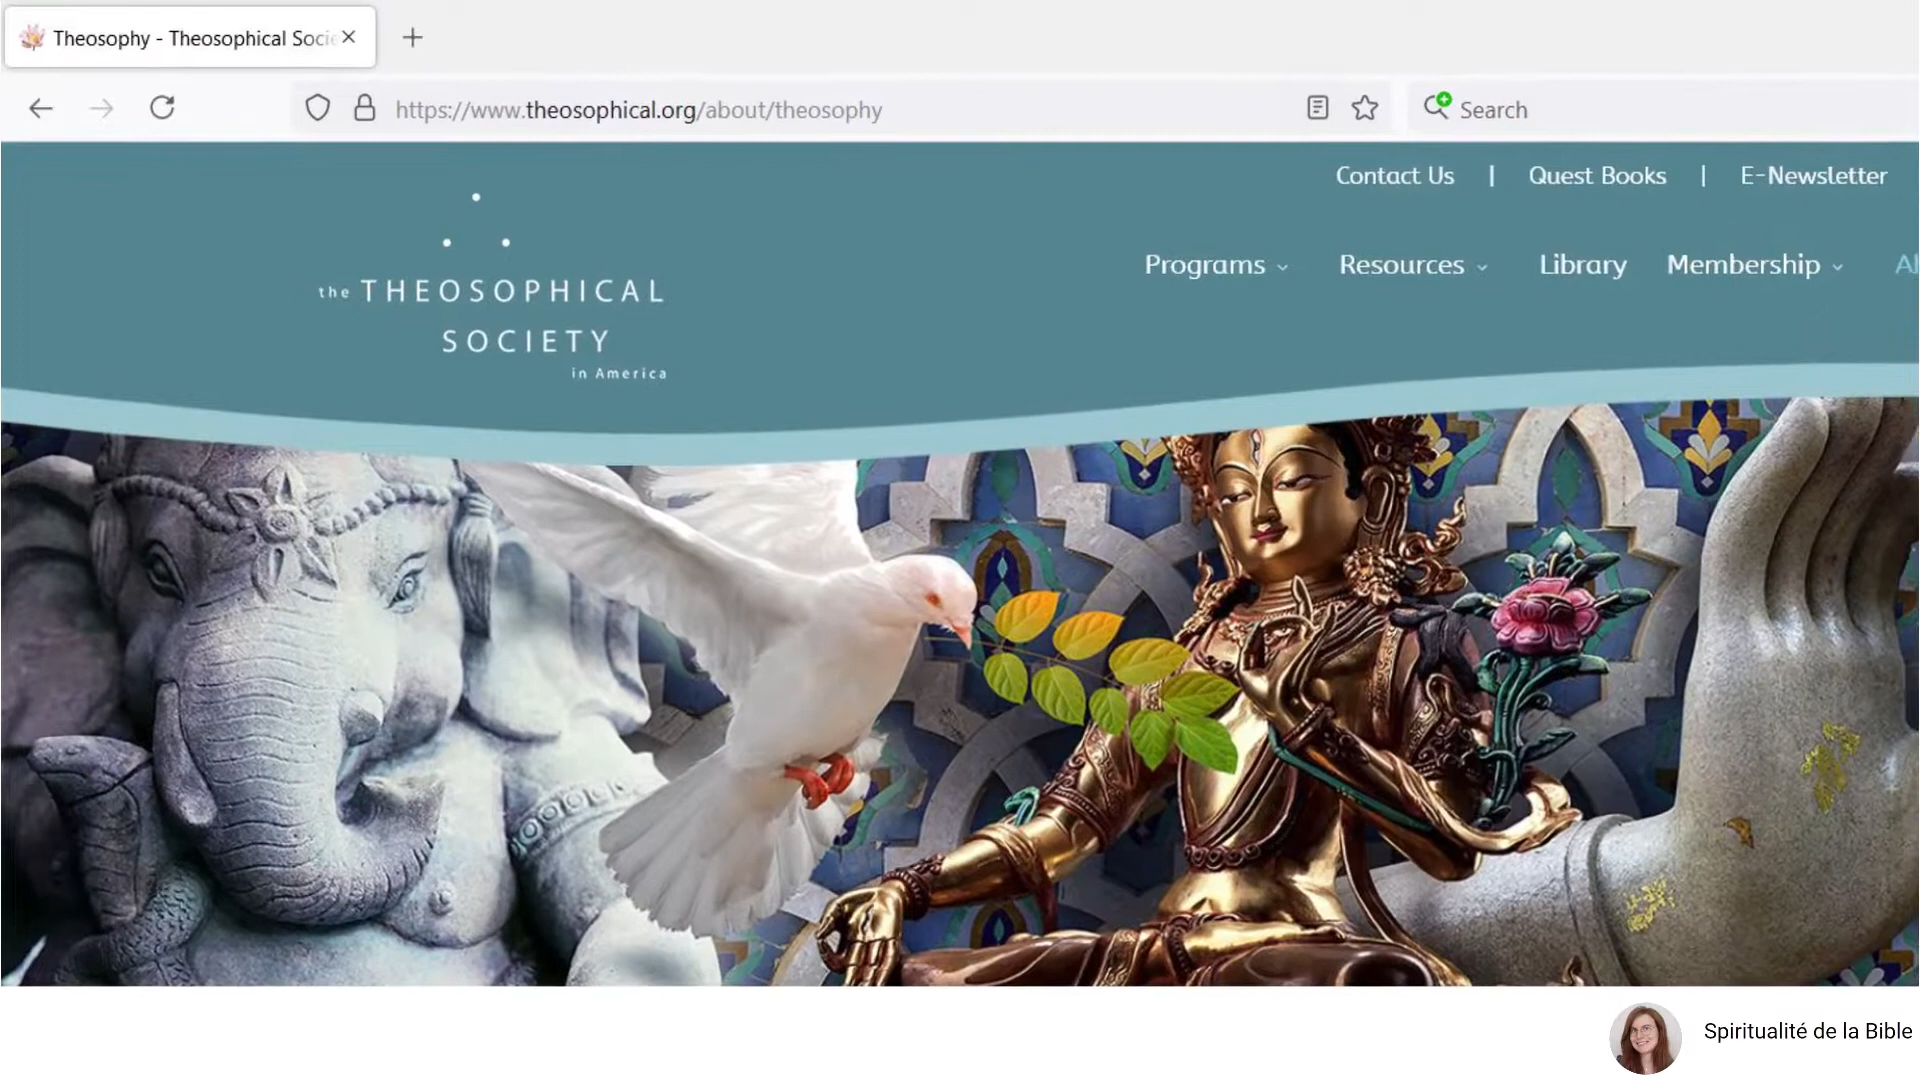 Theosophy - Theosophical Socie
https://www.theosophical.org/about/theosophy
Search
Contact Us | Quest Books | E-Newsletter
Programs Resources Library Membership
the THEOSOPHICAL
SOCIETY
in America
Spiritualité de la Bible